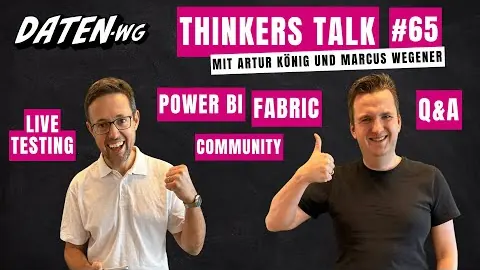 DATEN-WG
THINKERS TALK #65
MIT ARTUR KÖNIG UND MARCUS WEGENER
POWER BI
FABRIC
Q&A
LIVE
TESTING
COMMUNITY